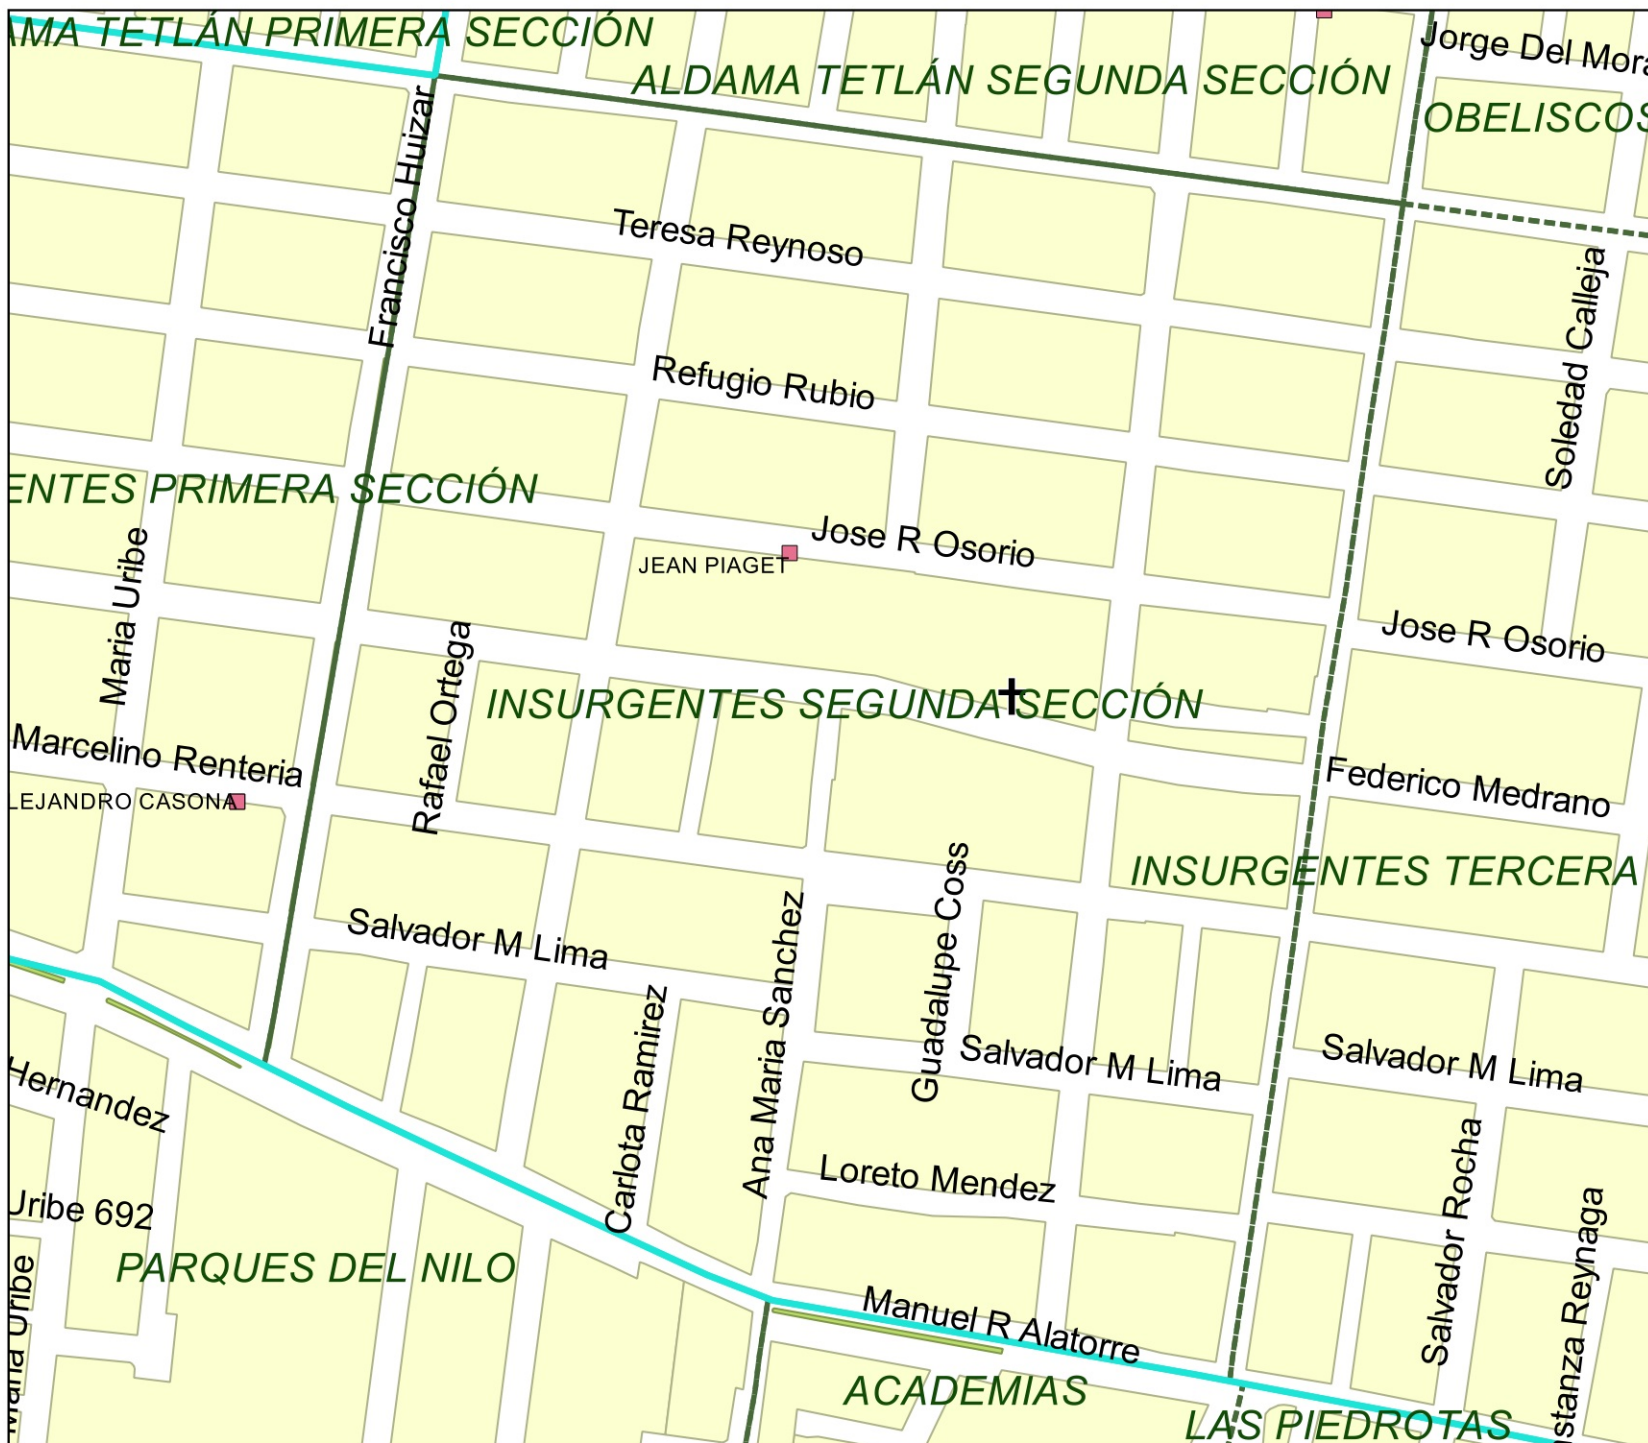 AMA TETLÁN PRIMERA SECCIÓN
Jorge Del Mora
ALDAMA TETLÁN SEGUNDA SECCIÓN
OBELISCOS
Francisco Huizar
Teresa Reynoso
Soledad Calleja
Refugio Rubio
ENTES PRIMERA SECCIÓN
Jose R Osorio
JEAN PIAGET
Maria Uribe
Jose R Osorio
Rafael Ortega
INSURGENTES SEGUNDA SECCIÓN
Marcelino Renteria
LEJANDRO CASONA
Federico Medrano
INSURGENTES TERCERA
Guadalupe Coss
Salvador M Lima
Ana Maria Sanchez
Carlota Ramirez
Salvador M Lima
Salvador M Lima
Hernandez
Loreto Mendez
Salvador Rocha
Uribe 692
PARQUES DEL NILO
stanza Reynaga
Maria Uribe
Manuel R Alatorre
ACADEMIAS
LAS PIEDROTAS